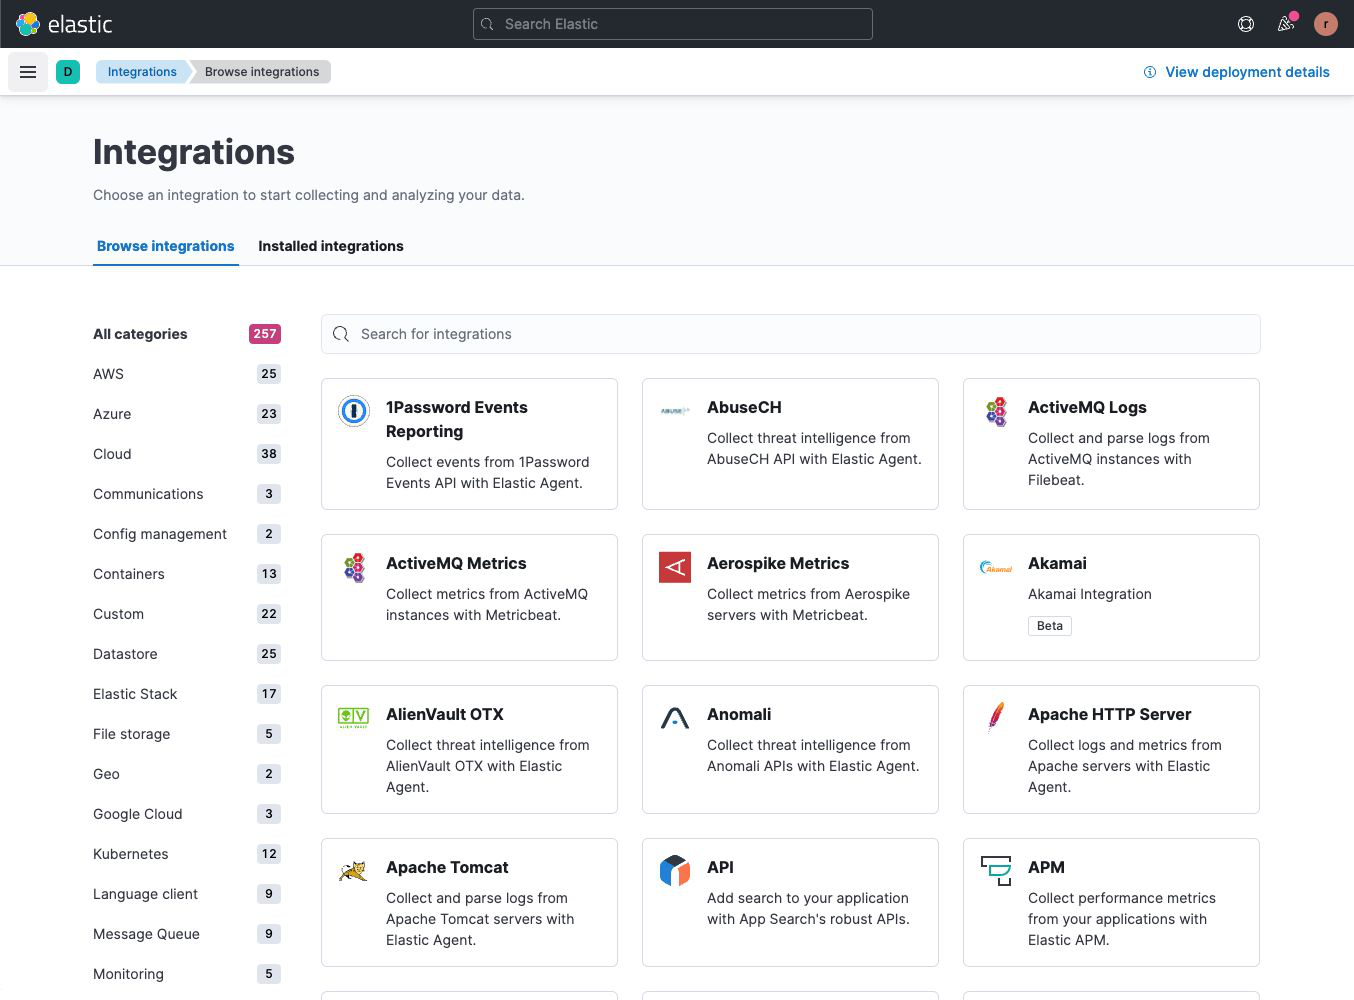 elastic
Search Elastic
r
D
Integrations
Browse integrations
View deployment details
Integrations
Choose an integration to start collecting and analyzing your data.
Browse integrations
Installed integrations
All categories 257
AWS 25
Azure 23
Cloud 38
Communications 3
Config management 2
Containers 13
Custom 22
Datastore 25
Elastic Stack 17
File storage 5
Geo 2
Google Cloud 3
Kubernetes 12
Language client 9
Message Queue 9
Monitoring 5
Search for integrations
1Password Events
Reporting
Collect events from 1Password
Events API with Elastic Agent.
ABUSE
AbuseCH
Collect threat intelligence from
AbuseCH API with Elastic Agent.
ActiveMQ Logs
Collect and parse logs from
ActiveMQ instances with
Filebeat.
ActiveMQ Metrics
Collect metrics from ActiveMQ
instances with Metricbeat.
Aerospike Metrics
Collect metrics from Aerospike
servers with Metricbeat.
Akamai
Akamai
Akamai Integration
Beta
ALIEN VAULT
AlienVault OTX
Collect threat intelligence from
AlienVault OTX with Elastic
Agent.
Anomali
Collect threat intelligence from
Anomali APIs with Elastic Agent.
Apache HTTP Server
Collect logs and metrics from
Apache servers with Elastic
Agent.
Apache Tomcat
Collect and parse logs from
Apache Tomcat servers with
Elastic Agent.
API
Add search to your application
with App Search's robust APIs.
APM
Collect performance metrics
from your applications with
Elastic APM.